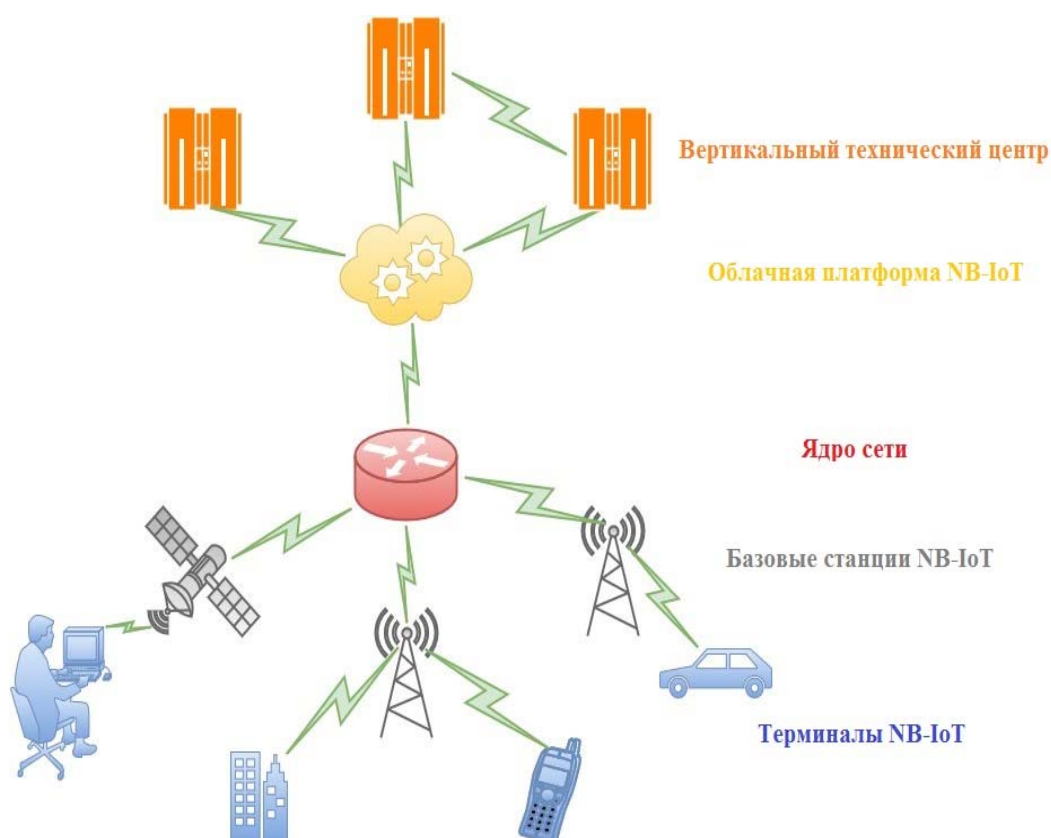 Вертикальный технический центр
Облачная платформа NB-IoT
Ядро сети
Базовые станции NB-IoT
Терминалы NB-IoT